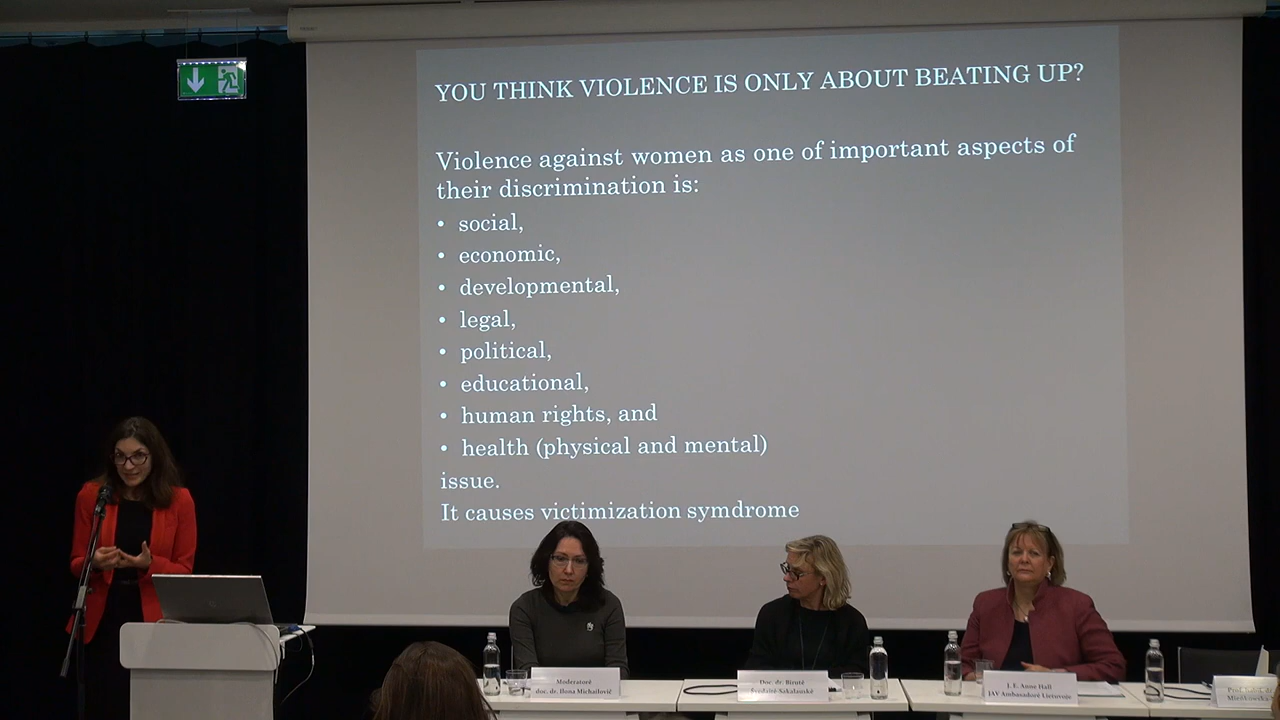 YOU THINK VIOLENCE IS ONLY ABOUT BEATING UP?
Violence against women as one of important aspects of
their discrimination is:
• social,
• economic,
• developmental,
• legal,
• political,
• educational,
• human rights, and
• health (physical and mental)
issue.
It causes victimization symdrome
Moderatorė
doc. dr. Ilona Michailovič
Doc. dr. Birutė
Švedaitė-Sakalauskė
J. E. Anne Hall
JAV Ambasadorė Lietuvoje